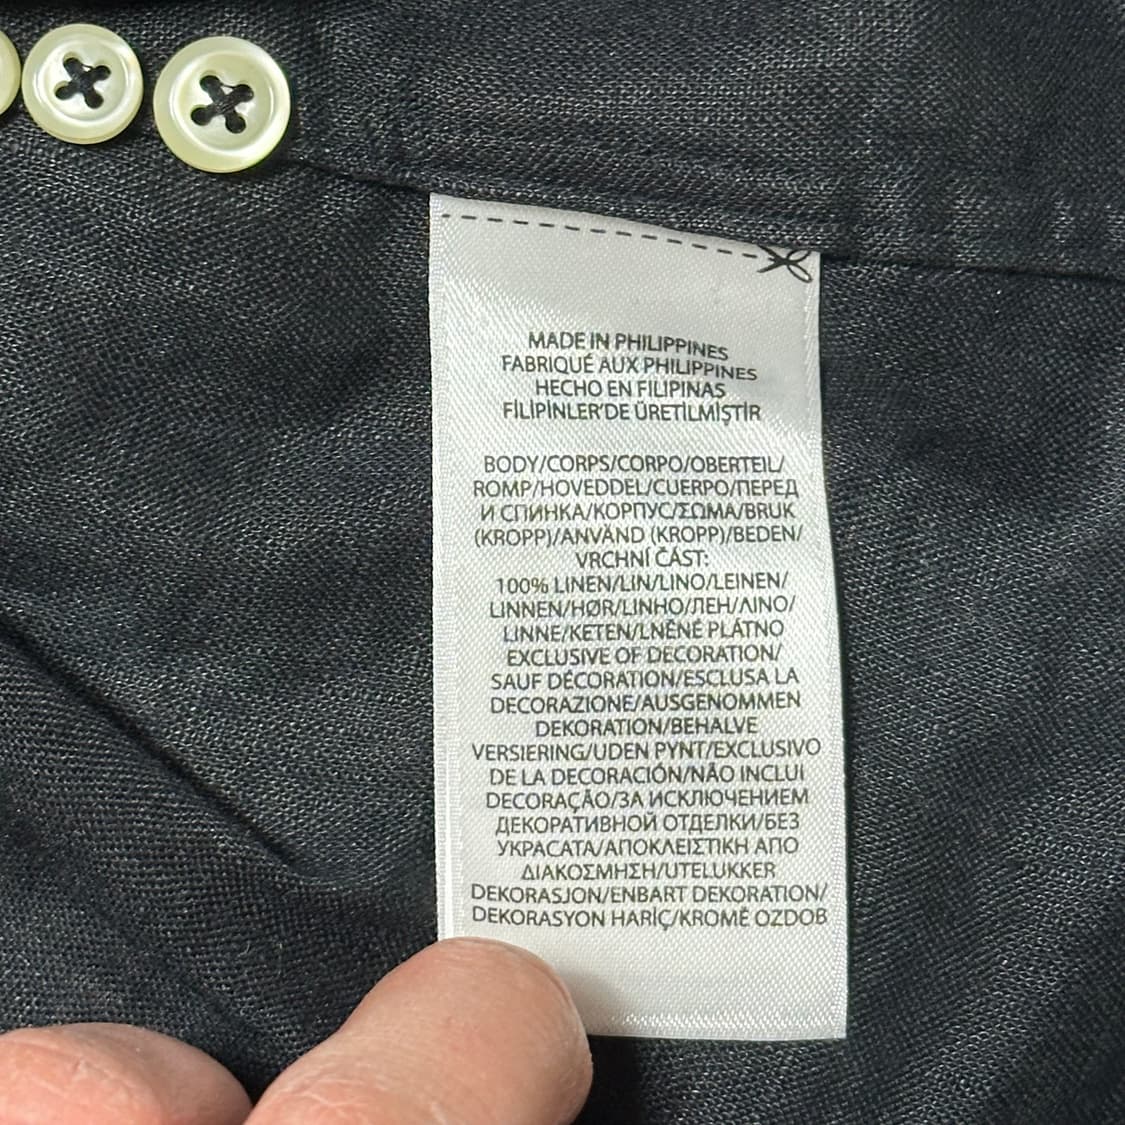 MADE IN PHILIPPINES
FABRIQUÉ AUX PHILIPPINES
HECHO EN FILIPINAS
FİLİPİNLER'DE ÜRETİLMİŞTİR
BODY/CORPS/CORPO/OBERTEIL/
ROMP/HOVEDDEL/CUERPO/ПЕРЕД
И СПИНКА/КОРПУС/ΣΩΜΑ/BRUK
(KROPP)/ANVÄND (KROPP)/BEDEN/
VRCHNÍ ČÁST:
100% LINEN/LIN/LINO/LEINEN/
LINNEN/HØR/LINHO/ЛЕН/ΛΙΝΟ/
LINNE/KETEN/LNĚNÉ PLÁTNO
EXCLUSIVE OF DECORATION/
SAUF DÉCORATION/ESCLUSA LA
DECORAZIONE/AUSGENOMMEN
DEKORATION/BEHALVE
VERSIERING/UDEN PYNT/EXCLUSIVO
DE LA DECORACIÓN/NÃO INCLUI
DECORAÇÃO/ЗА ИСКЛЮЧЕНИЕМ
ДЕКОРАТИВНОЙ ОТДЕЛКИ/БЕЗ
УКРАСАТА/ΑΠΟΚΛΕΙΣΤΙΚΗ ΑΠΟ
ΔΙΑΚΟΣΜΗΣΗ/UTELUKKER
DEKORASJON/ENBART DEKORATION/
DEKORASYON HARİÇ/KROMĚ OZDOB